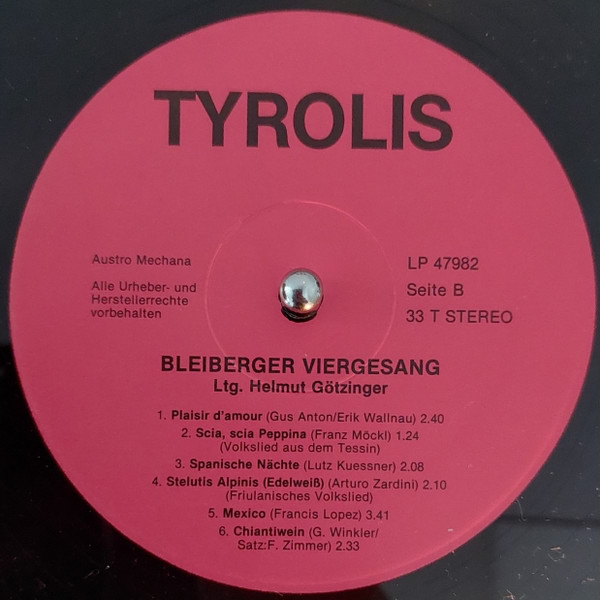 TYROLIS
Austro Mechana
Alle Urheber- und
Herstellerrechte
vorbehalten
LP 47982
Seite B
33 T STEREO
BLEIBERGER VIERGESANG
Ltg. Helmut Götzinger
1. Plaisir d'amour (Gus Anton/Erik Wallnau) 2.40
2. Scia, scia Peppina (Franz Möckl) 1.24
(Volkslied aus dem Tessin)
3. Spanische Nächte (Lutz Kuessner) 2.08
4. Stelutis Alpinis (Edelweiß) (Arturo Zardini) 2.10
(Friulanisches Volkslied)
5. Mexico (Francis Lopez) 3.41
6. Chiantiwein (G. Winkler/
Satz:F. Zimmer) 2.33